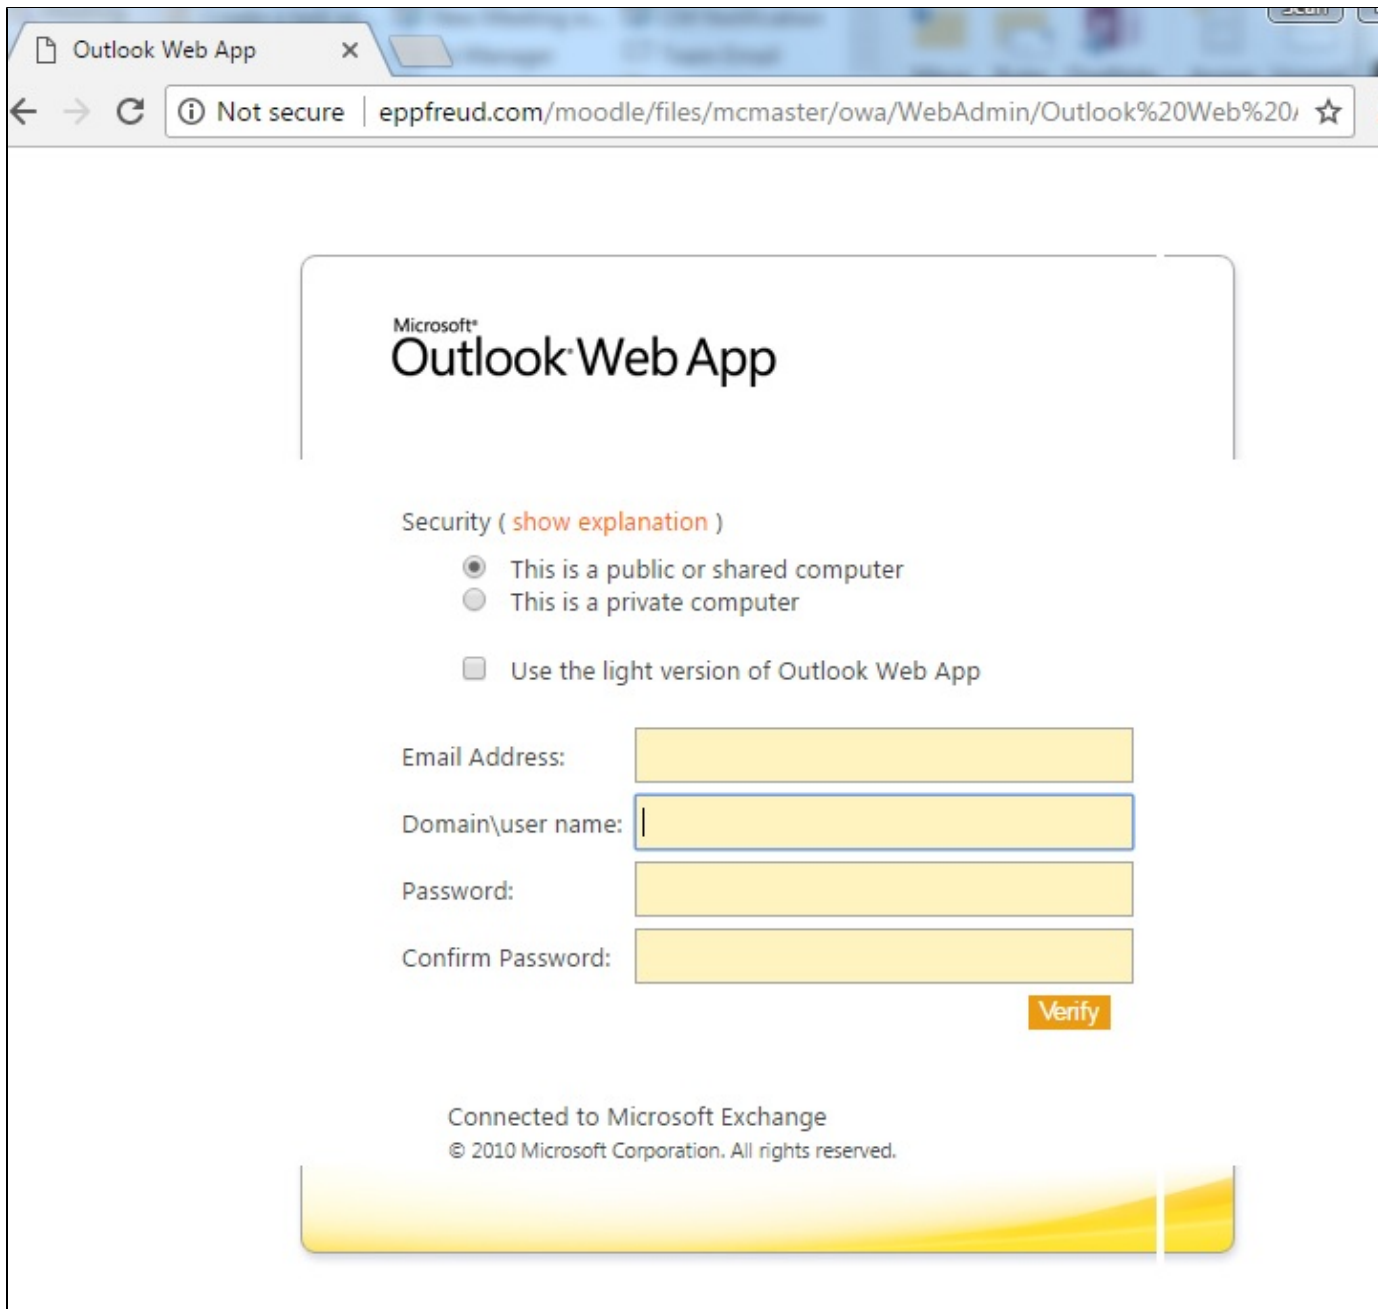 Outlook Web App
Not secure eppfreud.com/moodle/files/mcmaster/owa/WebAdmin/Outlook%20Web%20
Microsoft®
Outlook Web App
Security ( show explanation )
This is a public or shared computer
This is a private computer
Use the light version of Outlook Web App
Email Address:
Domain\user name:
Password:
Confirm Password:
Verify
Connected to Microsoft Exchange
© 2010 Microsoft Corporation. All rights reserved.